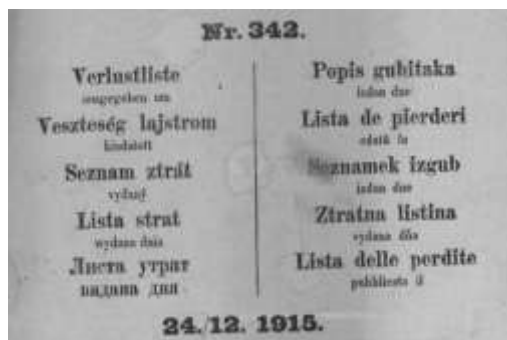 Nr. 342.
Verlustliste
ausgegeben am
Veszteség lajstrom
kiadatott
Seznam ztrát
vydaný
Lista strat
wydana dnia
Листа утрат
видана дня
Popis gubitaka
izdan dne
Lista de pierderi
edată în
Seznamek izgub
izdan dne
Ztratna listina
vydana dňa
Lista delle perdite
pubblicata il
24./12. 1915.